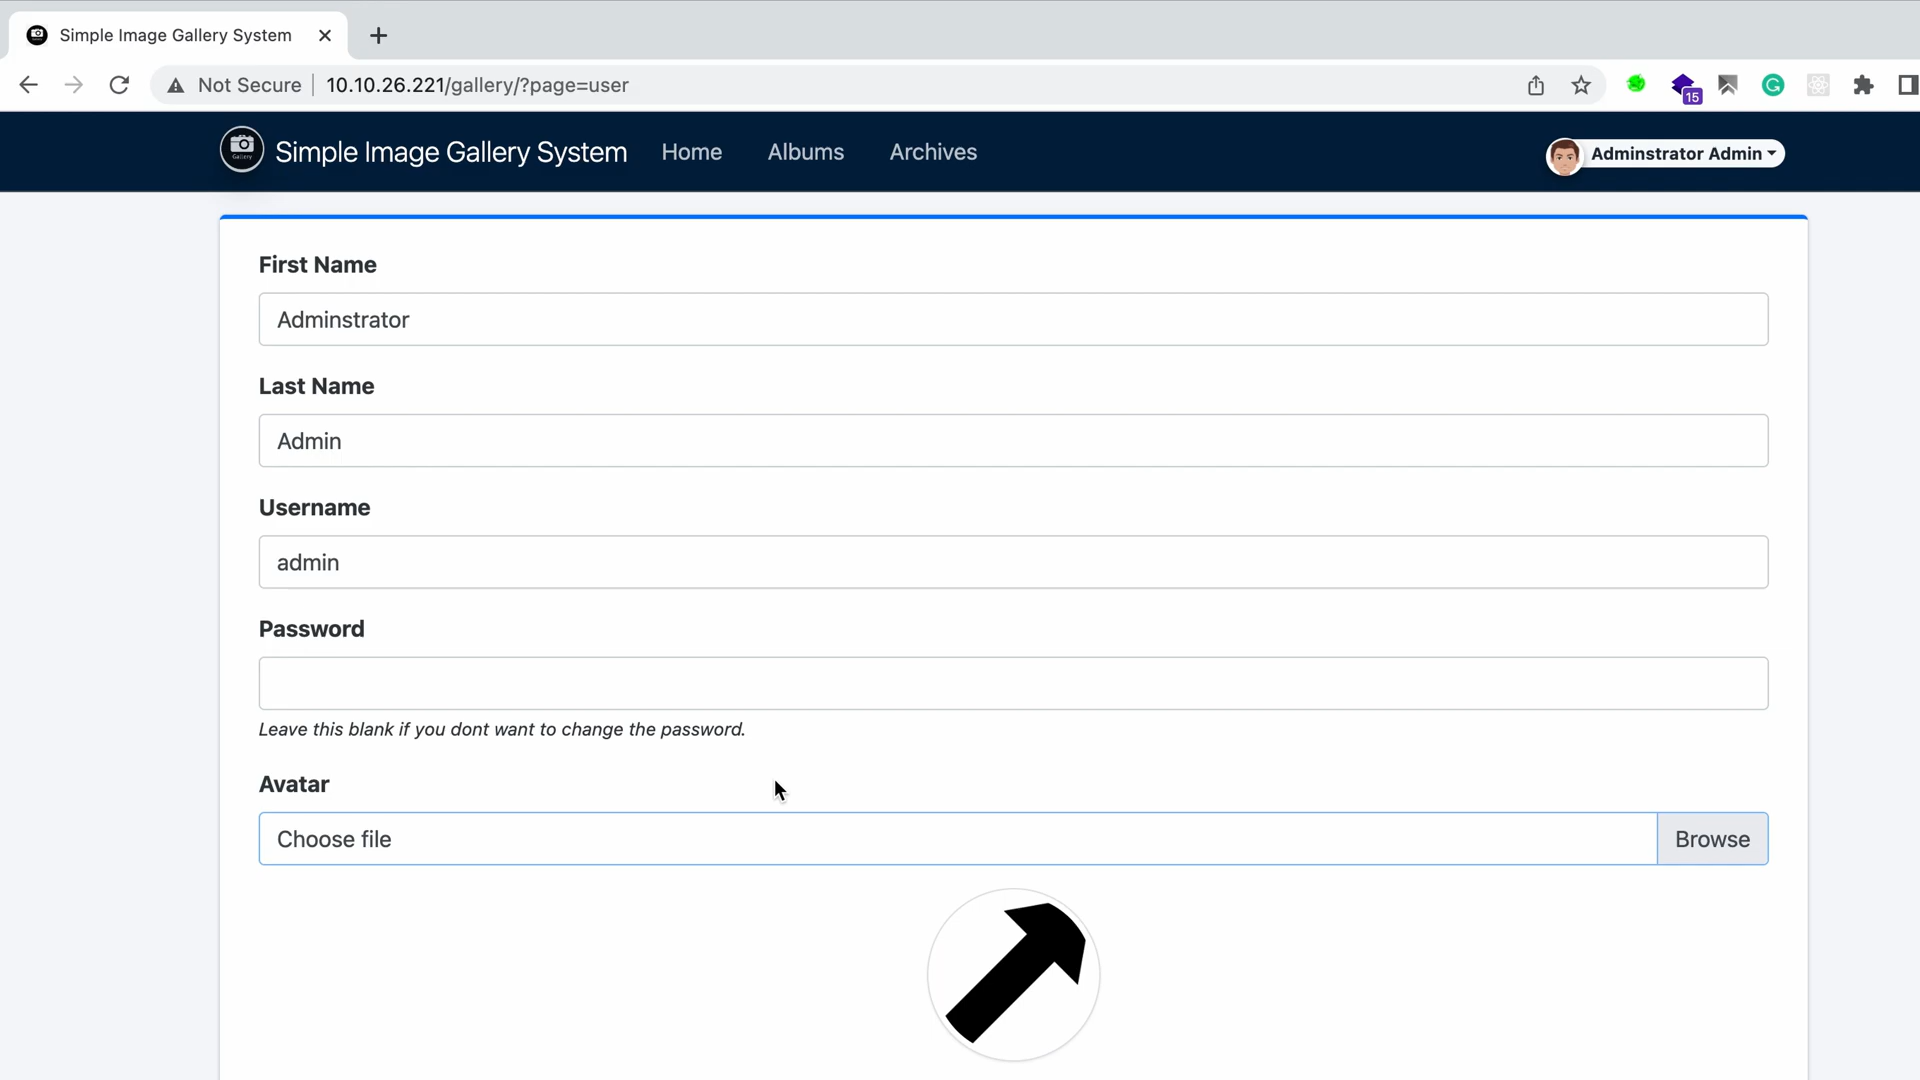 Simple Image Gallery System
Not Secure 10.10.26.221/gallery/?page=user
15
Gallery
Simple Image Gallery System Home Albums Archives Adminstrator Admin
First Name
Adminstrator
Last Name
Admin
Username
admin
Password
Leave this blank if you dont want to change the password.
Avatar
Choose file Browse